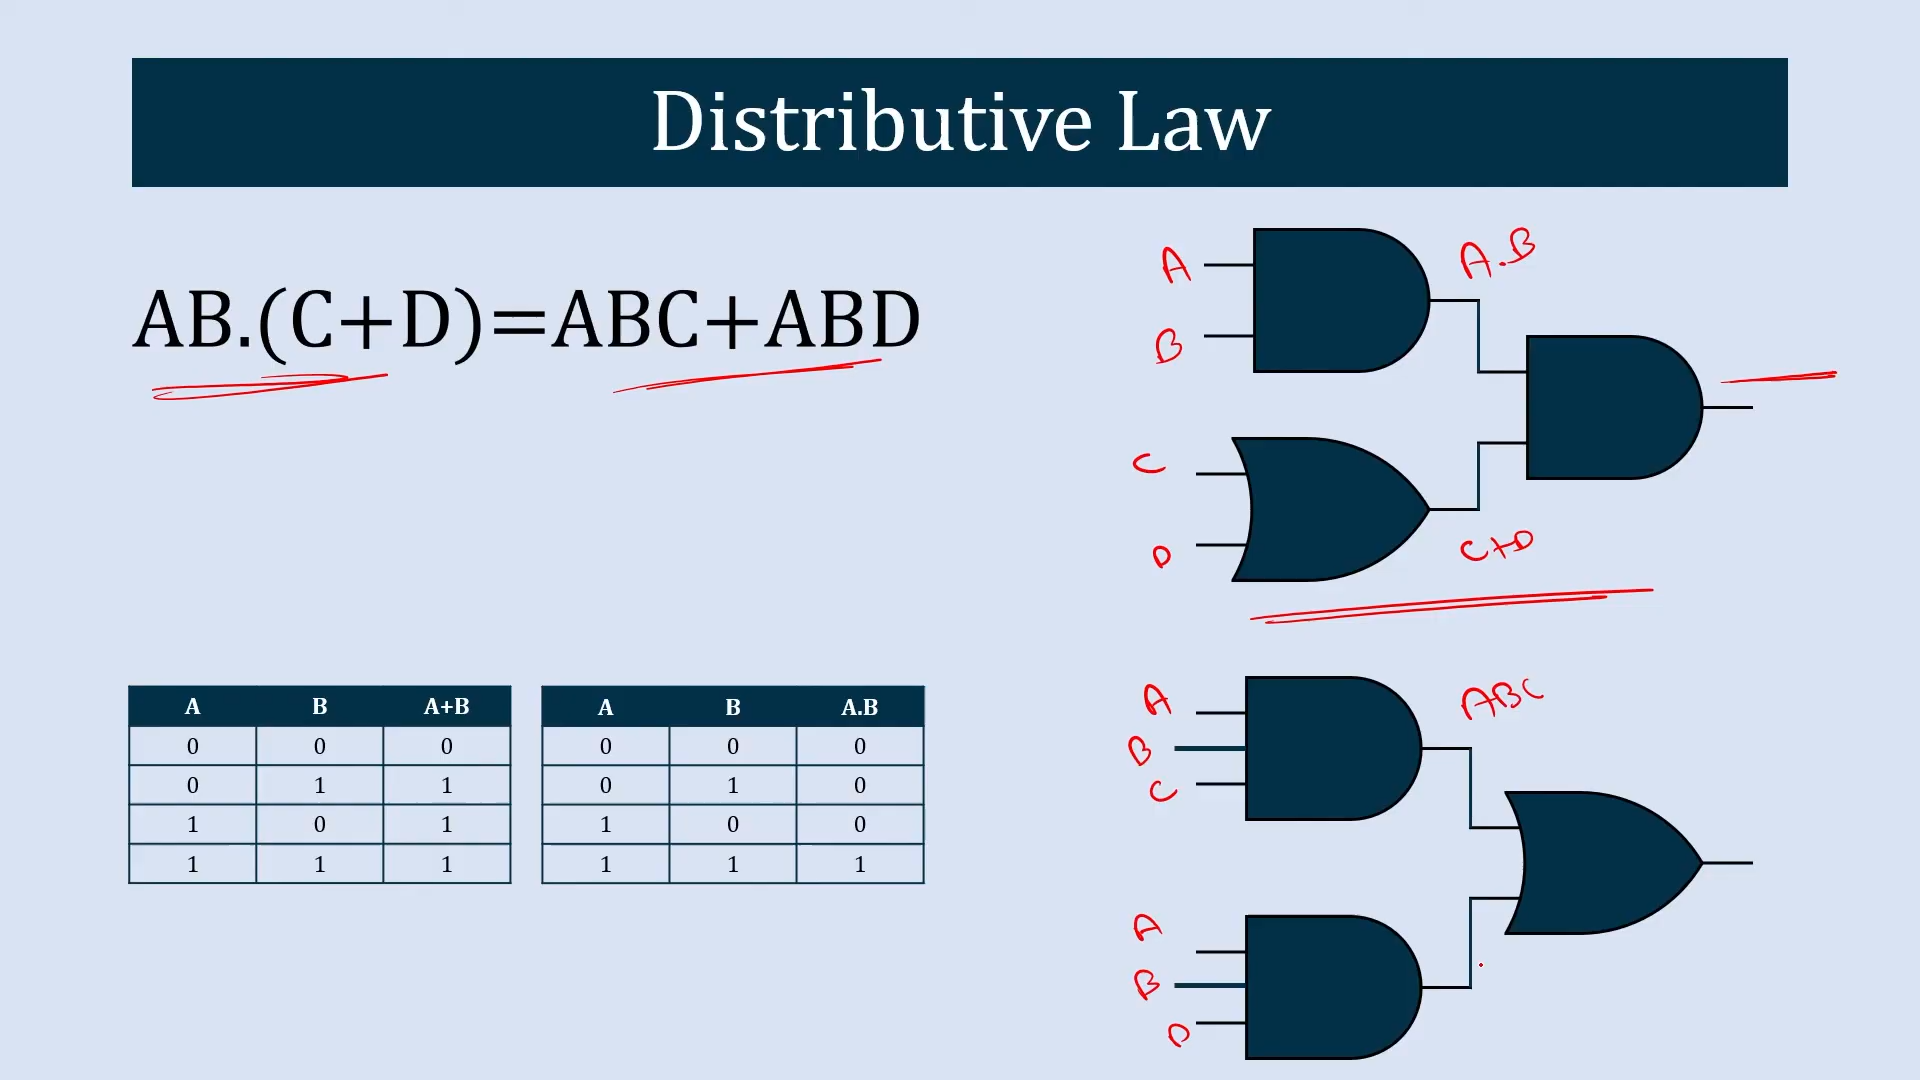 Distributive Law
AB.(C+D)=ABC+ABD
A B A+B
0 0 0
0 1 1
1 0 1
1 1 1
A B A.B
0 0 0
0 1 0
1 0 0
1 1 1
A
B
A.B
C
D
C+D
A
B
C
ABC
A
B
D